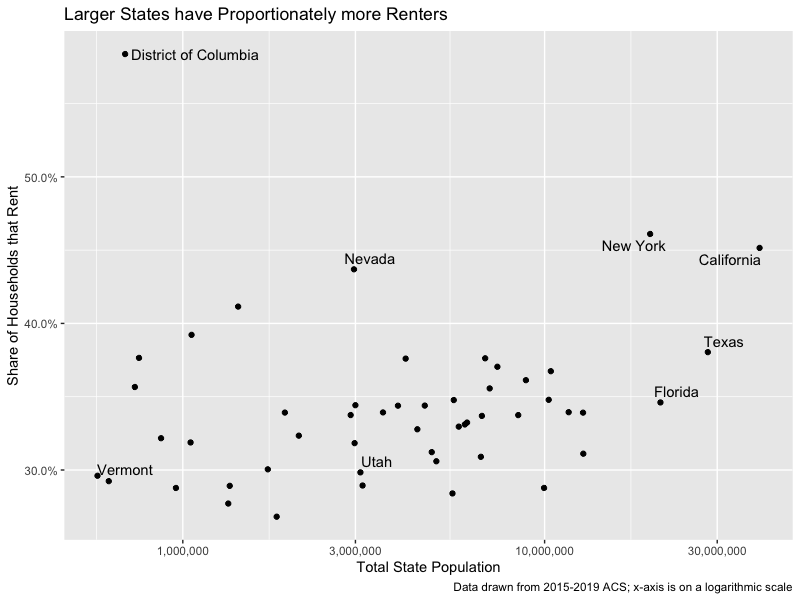 Larger States have Proportionately more Renters
District of Columbia
50.0%
New York
California
Nevada
40.0%
Texas
Florida
Utah
Vermont
30.0%
Share of Households that Rent
1,000,000
3,000,000
10,000,000
30,000,000
Total State Population
Data drawn from 2015-2019 ACS; x-axis is on a logarithmic scale